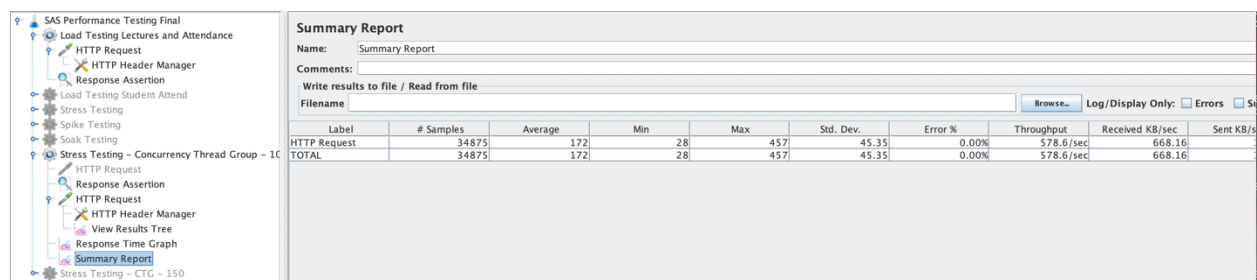 SAS Performance Testing Final
Load Testing Lectures and Attendance
HTTP Request
HTTP Header Manager
Response Assertion
Load Testing Student Attend
Stress Testing
Spike Testing
Soak Testing
Stress Testing - Concurrency Thread Group - 10
HTTP Request
Response Assertion
HTTP Request
HTTP Header Manager
View Results Tree
Response Time Graph
Summary Report
Stress Testing - CTG - 150
Summary Report
Name: Summary Report
Comments:
Write results to file / Read from file
Filename Browse... Log/Display Only: Errors
Label # Samples Average Min Max Std. Dev. Error % Throughput Received KB/sec Sent KB/s
HTTP Request 34875 172 28 457 45.35 0.00% 578.6/sec 668.16
TOTAL 34875 172 28 457 45.35 0.00% 578.6/sec 668.16